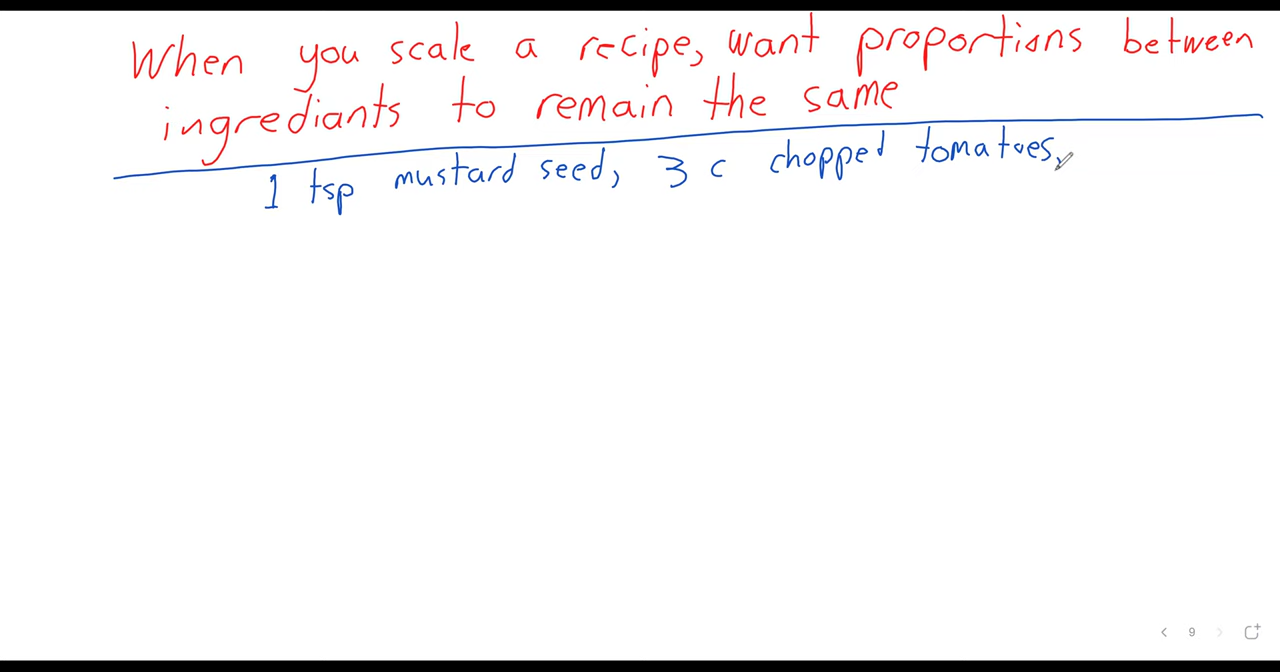 When you scale a recipe, want proportions between
ingrediants to remain the same
1 tsp mustard seed, 3 c chopped tomatoes,
9